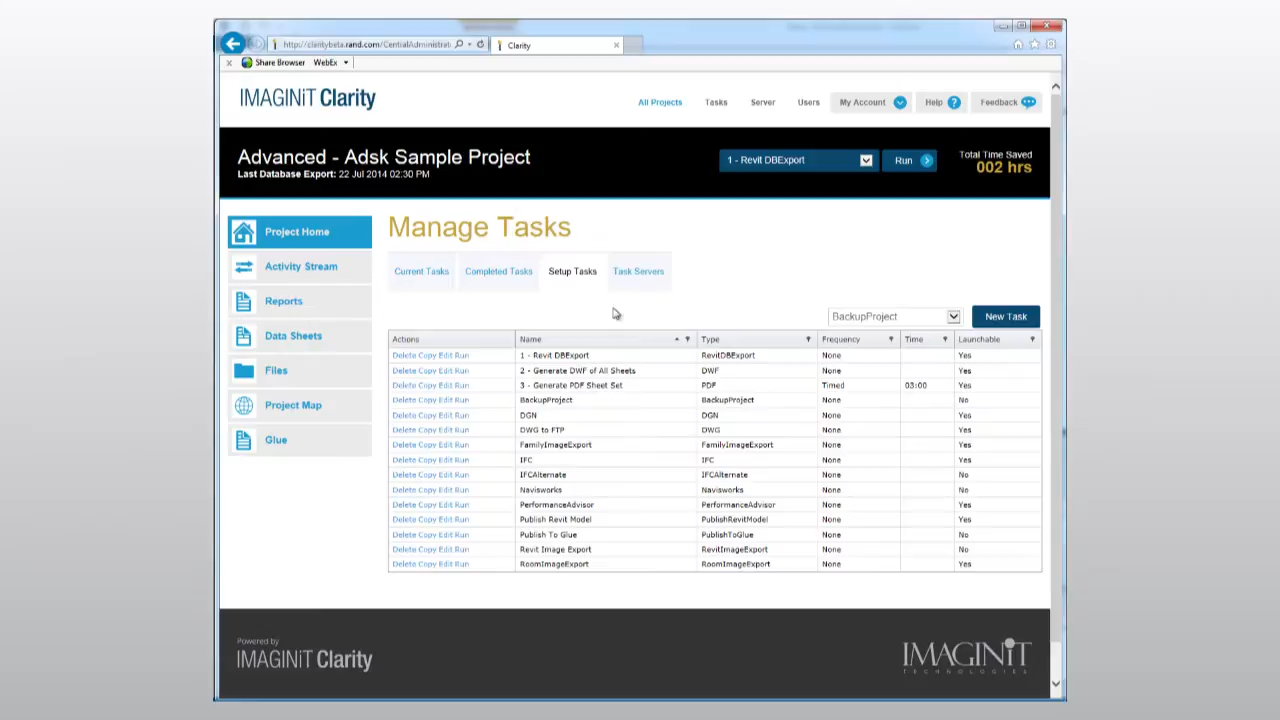 http://claritybeta.rand.com/CentralAdministrat
Clarity
x Share Browser WebEx
IMAGINiT Clarity
All Projects Tasks Server Users My Account Help ? Feedback
Advanced - Adsk Sample Project
Last Database Export: 22 Jul 2014 02:30 PM
1 - Revit DBExport
Run
Total Time Saved
002 hrs
Project Home
Activity Stream
Reports
Data Sheets
Files
Project Map
Glue
Manage Tasks
Current Tasks Completed Tasks Setup Tasks Task Servers
BackupProject New Task
Actions Name Type Frequency Time Launchable
Delete Copy Edit Run 1 - Revit DBExport RevitDBExport None Yes
Delete Copy Edit Run 2 - Generate DWF of All Sheets DWF None Yes
Delete Copy Edit Run 3 - Generate PDF Sheet Set PDF Timed 03:00 Yes
Delete Copy Edit Run BackupProject BackupProject None No
Delete Copy Edit Run DGN DGN None Yes
Delete Copy Edit Run DWG to FTP DWG None Yes
Delete Copy Edit Run FamilyImageExport FamilyImageExport None Yes
Delete Copy Edit Run IFC IFC None Yes
Delete Copy Edit Run IFCAlternate IFCAlternate None No
Delete Copy Edit Run Navisworks Navisworks None No
Delete Copy Edit Run PerformanceAdvisor PerformanceAdvisor None Yes
Delete Copy Edit Run Publish Revit Model PublishRevitModel None Yes
Delete Copy Edit Run Publish To Glue PublishToGlue None No
Delete Copy Edit Run Revit Image Export RevitImageExport None No
Delete Copy Edit Run RoomImageExport RoomImageExport None Yes
Powered by
IMAGINiT Clarity
IMAGINiT
TECHNOLOGIES